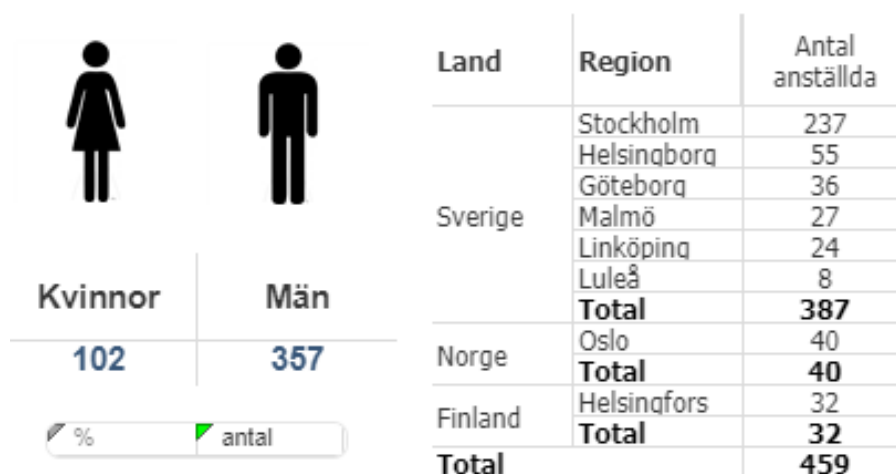 Kvinnor Män
102 357
% antal
Land Region Antal anställda
Sverige Stockholm 237
Helsingborg 55
Göteborg 36
Malmö 27
Linköping 24
Luleå 8
Total 387
Norge Oslo 40
Total 40
Finland Helsingfors 32
Total 32
Total 459